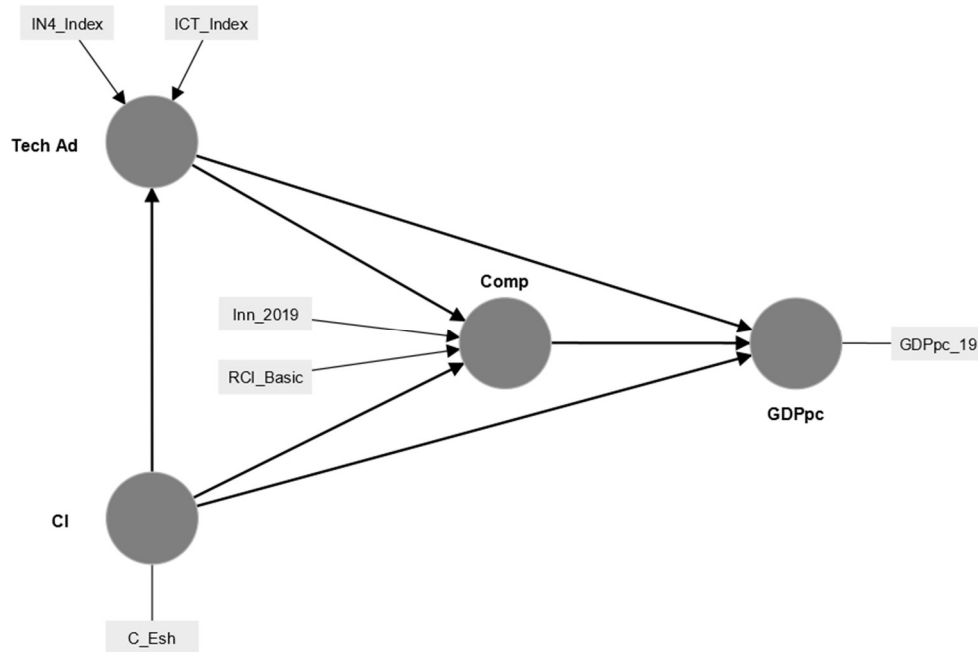 IN4_Index
ICT_Index
Tech Ad
Comp
Inn_2019
RCI_Basic
GDPpc_19
GDPpc
CI
C_Esh